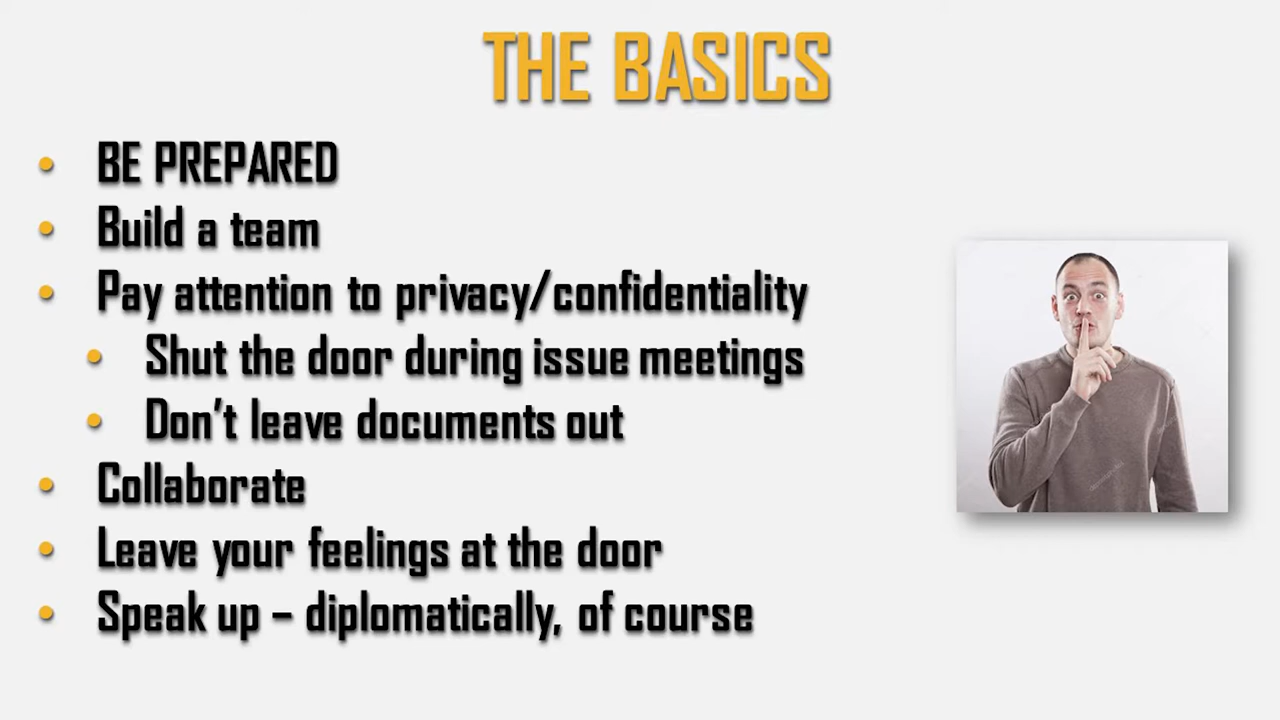 THE BASICS
• BE PREPARED
• Build a team
• Pay attention to privacy/confidentiality
• Shut the door during issue meetings
• Don't leave documents out
• Collaborate
• Leave your feelings at the door
• Speak up – diplomatically, of course